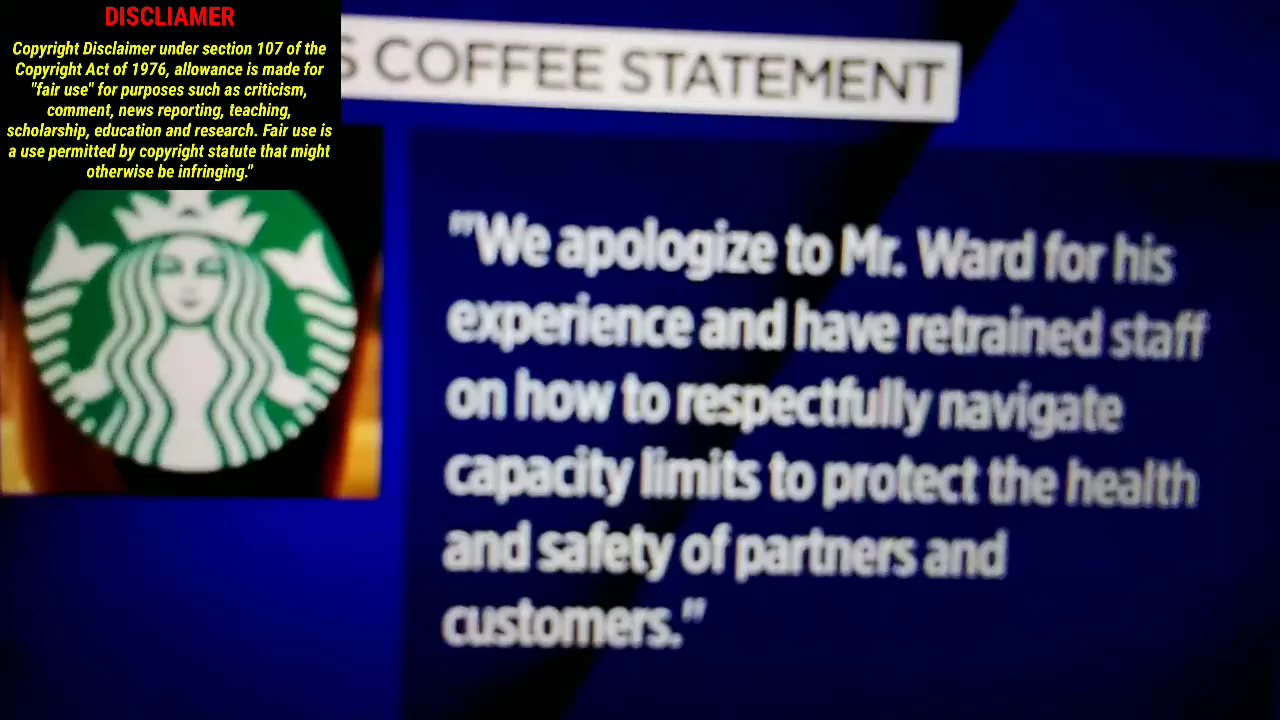 DISCLIAMER
Copyright Disclaimer under section 107 of the
Copyright Act of 1976, allowance is made for
"fair use" for purposes such as criticism,
comment, news reporting, teaching,
scholarship, education and research. Fair use is
a use permitted by copyright statute that might
otherwise be infringing."
S COFFEE STATEMENT
"We apologize to Mr. Ward for his
experience and have retrained staff
on how to respectfully navigate
capacity limits to protect the health
and safety of partners and
customers."